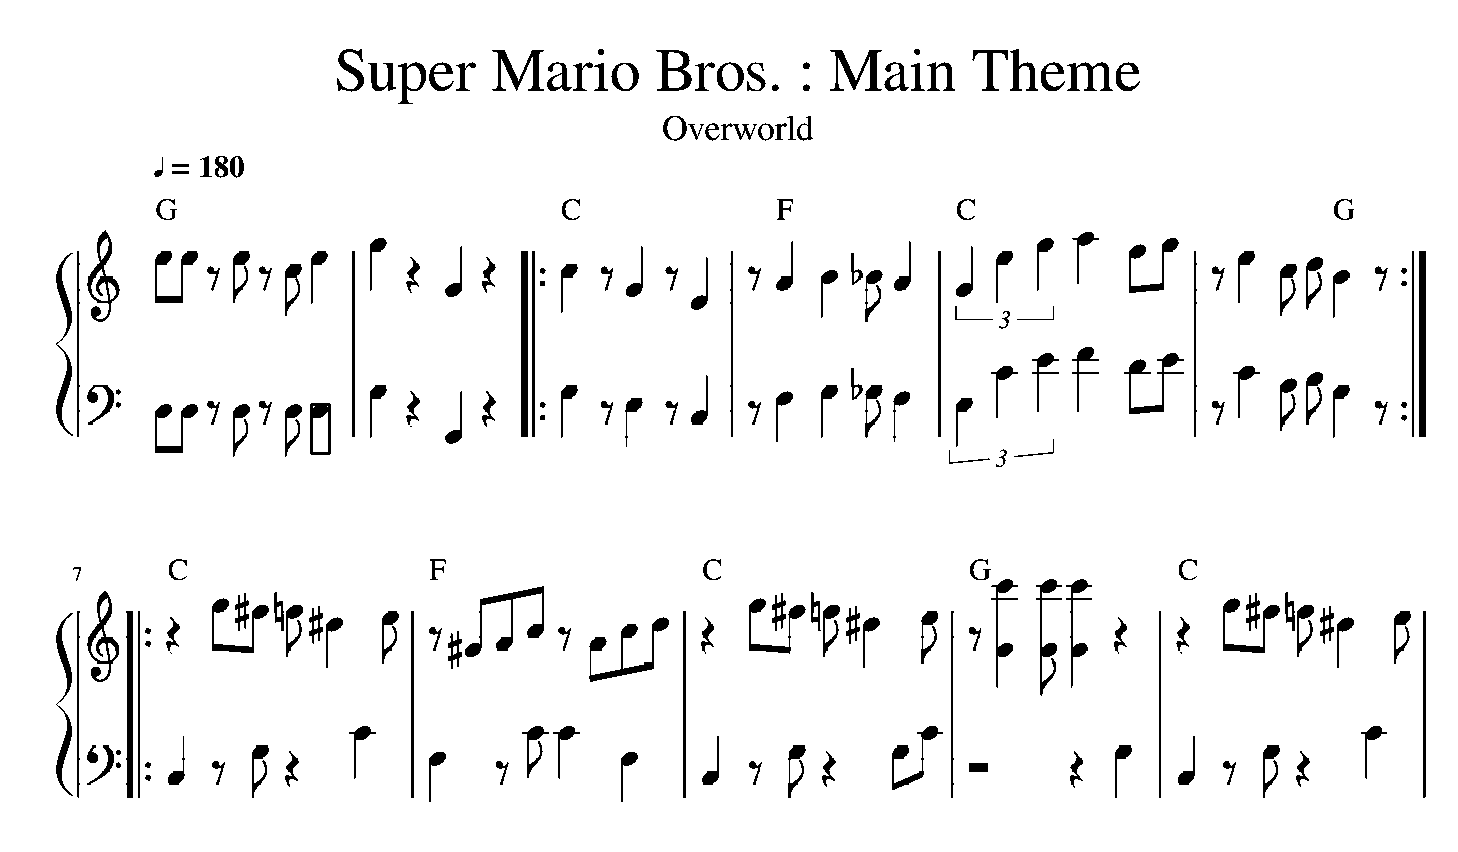 Super Mario Bros. : Main Theme
Overworld
♩ = 180
G C F C G
3
3
7 C F C G C